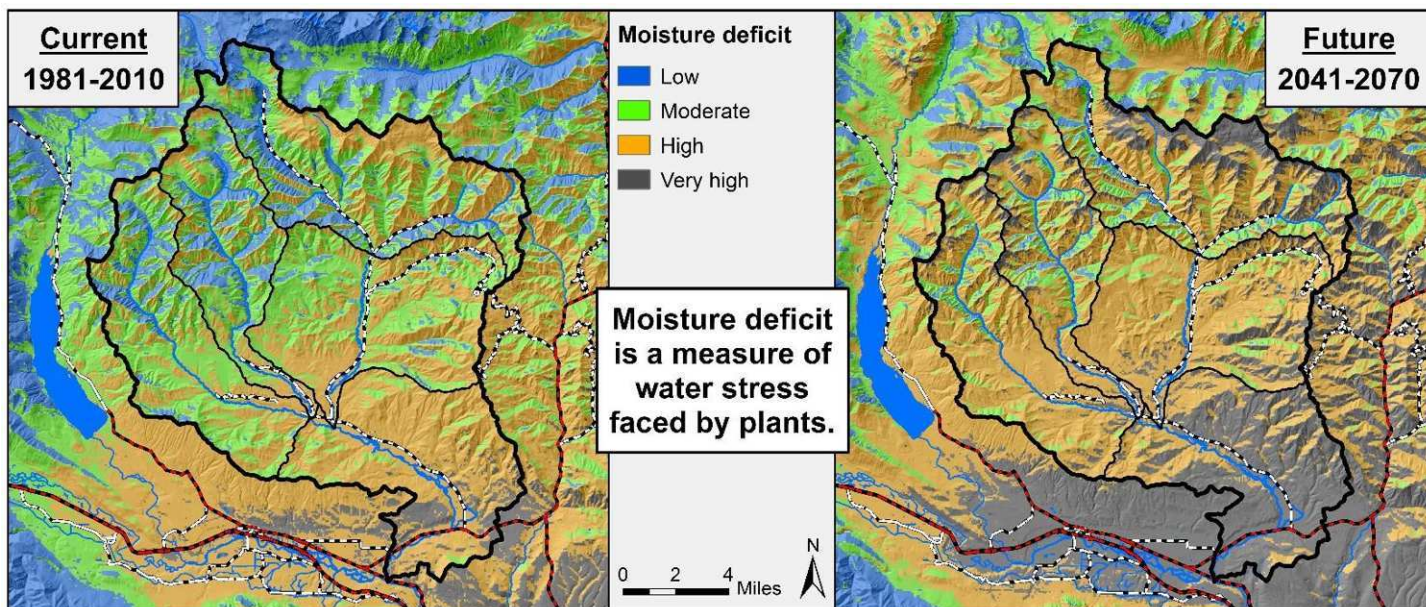 Current
1981-2010
Moisture deficit
Low
Moderate
High
Very high
Moisture deficit
is a measure of
water stress
faced by plants.
0 2 4
Miles
N
Future
2041-2070